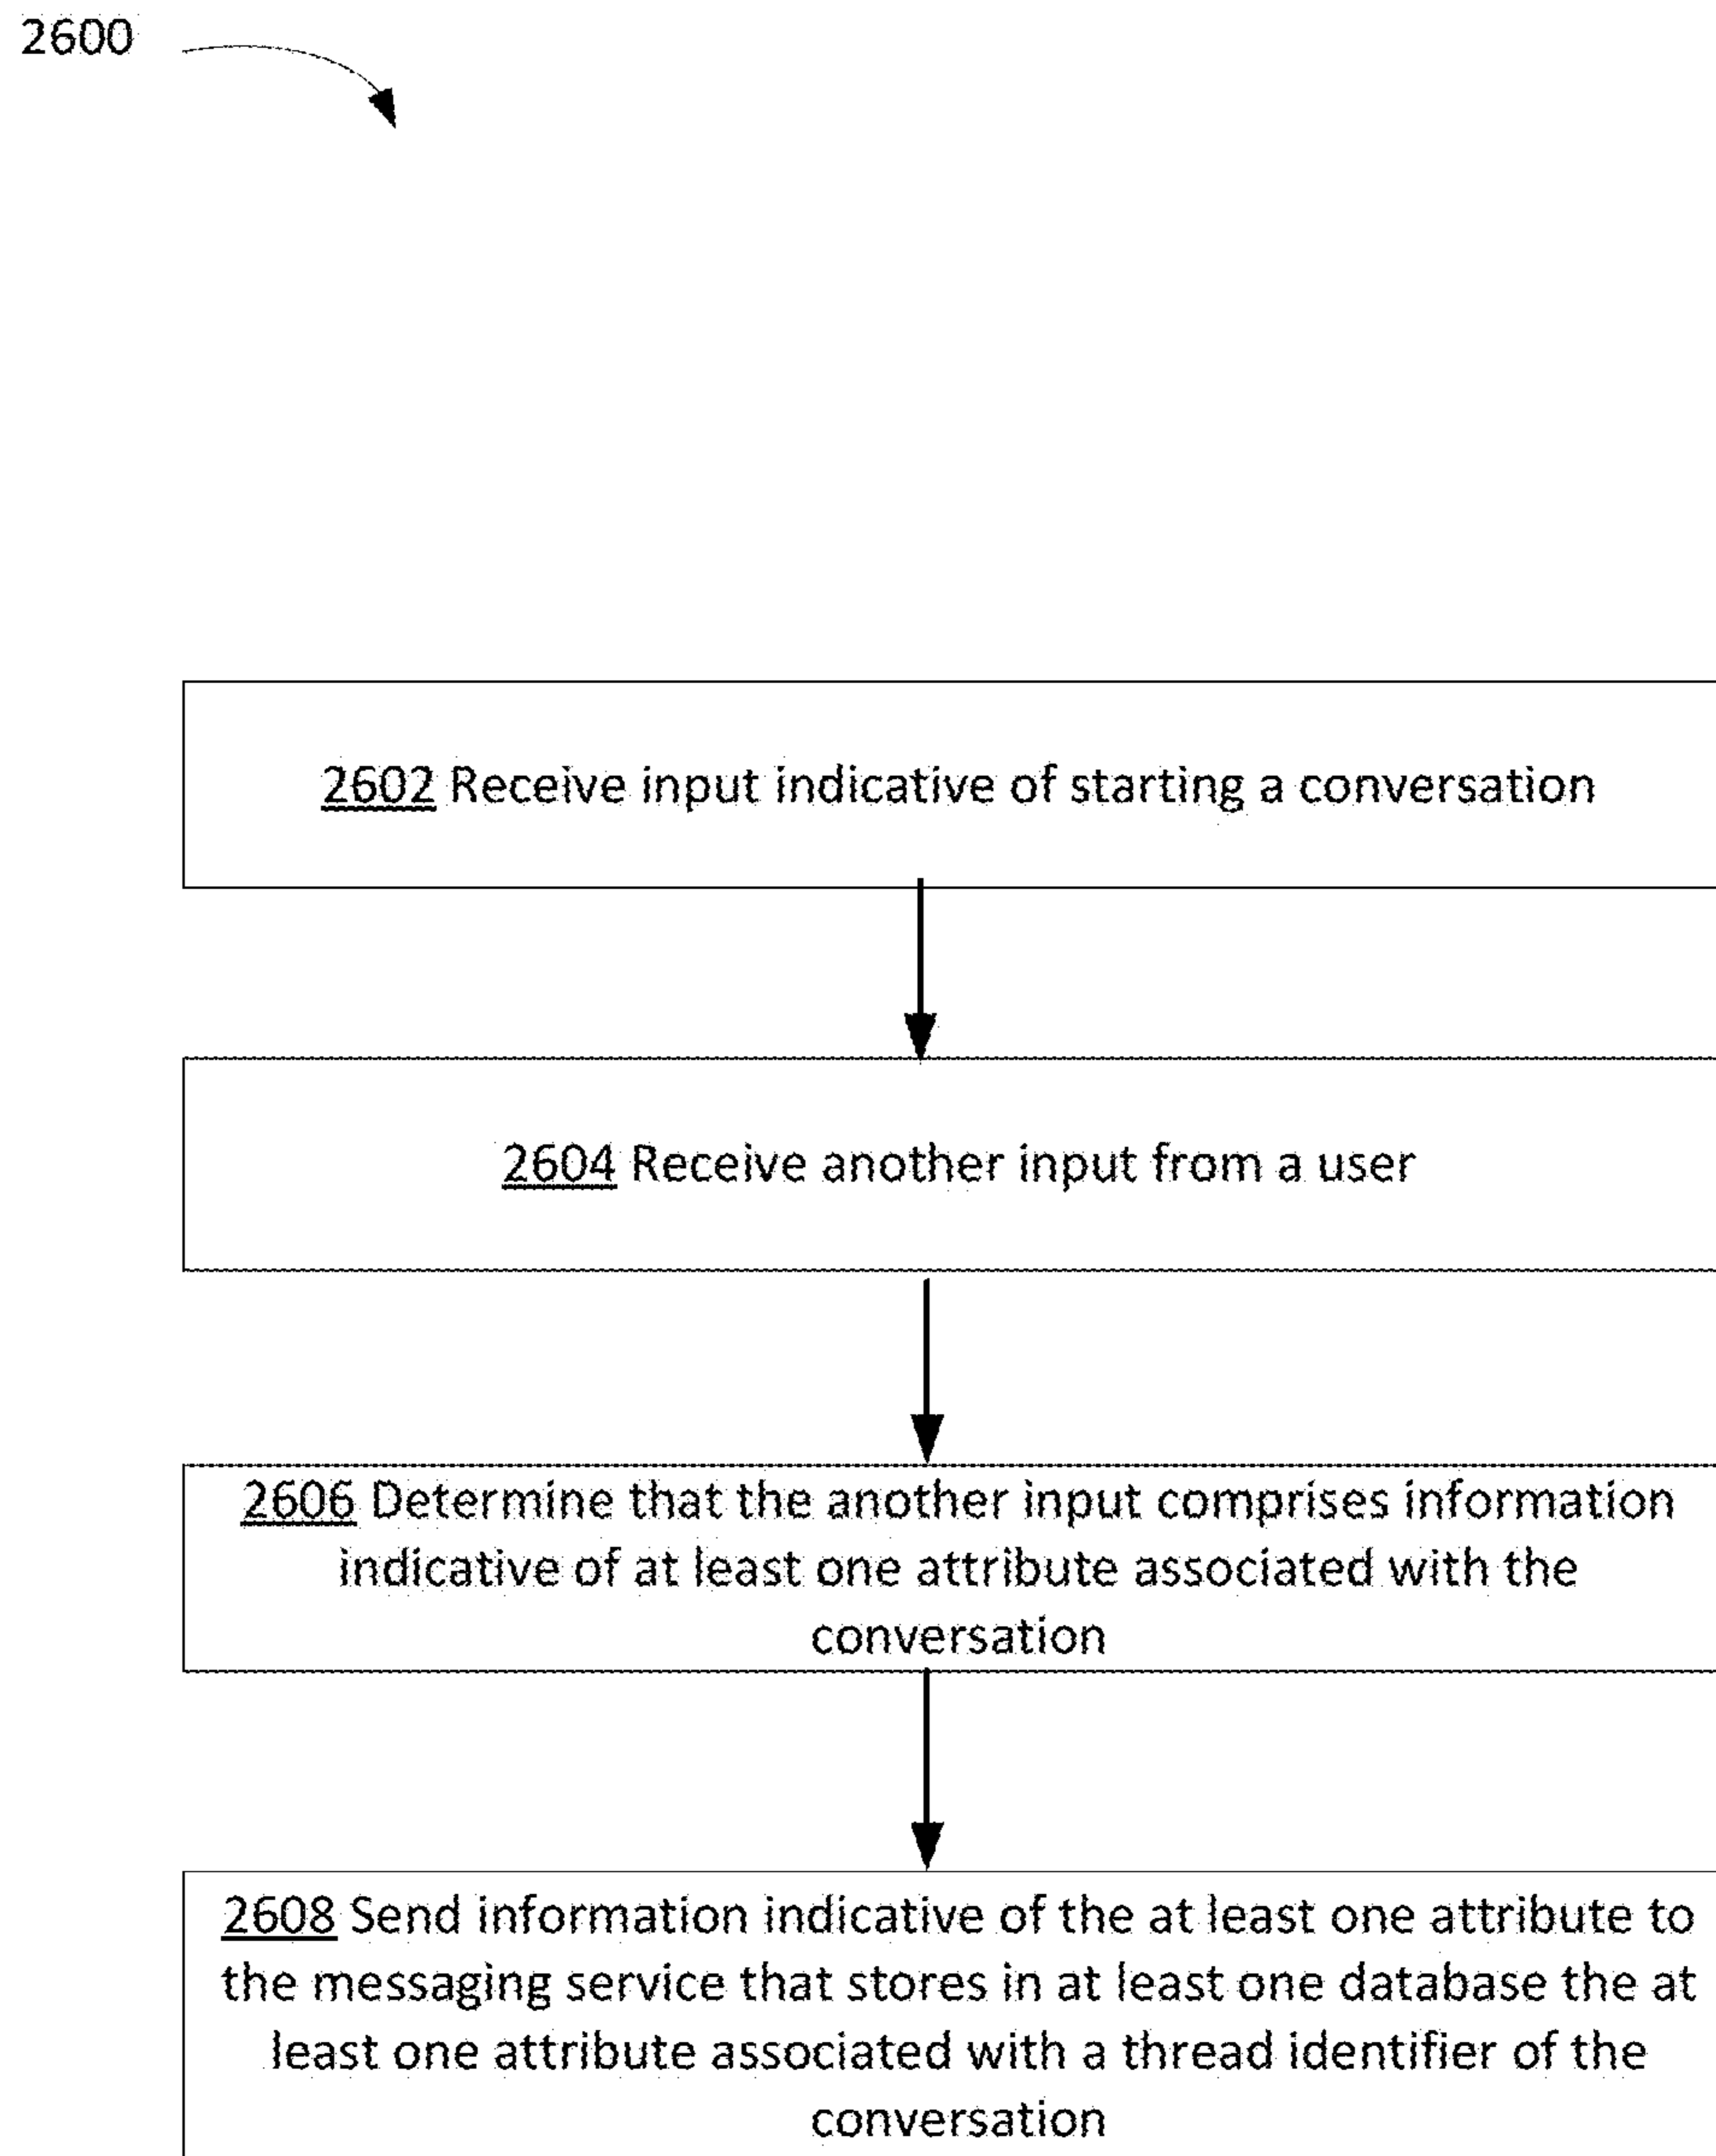 2600
2602 Receive input indicative of starting a conversation
2604 Receive another input from a user
2606 Determine that the another input comprises information
indicative of at least one attribute associated with the
conversation
2608 Send information indicative of the at least one attribute to
the messaging service that stores in at least one database the at
least one attribute associated with a thread identifier of the
conversation